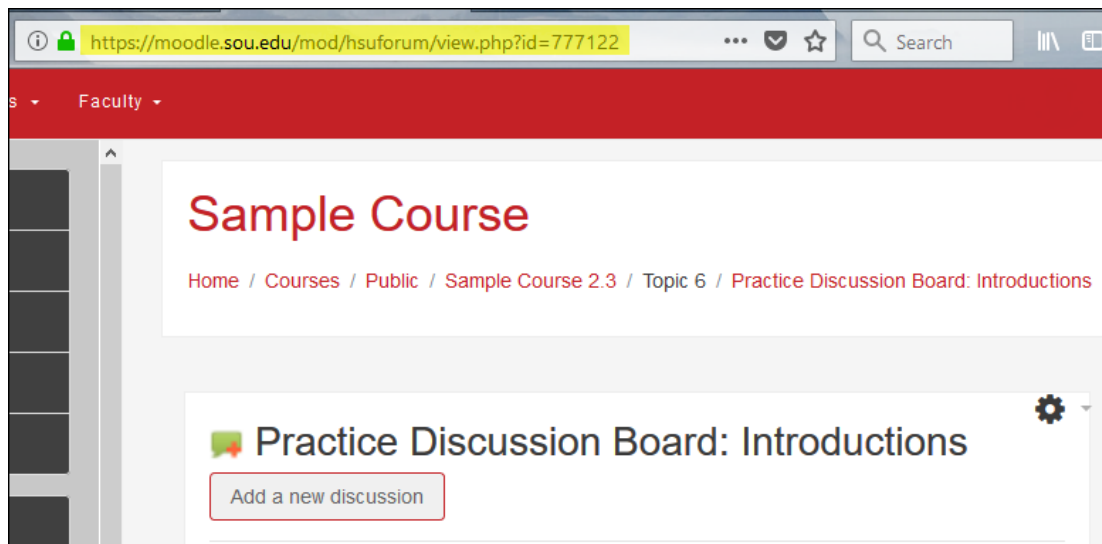 https://moodle.sou.edu/mod/hsuforum/view.php?id=777122 ••• Search
s Faculty
Sample Course
Home / Courses / Public / Sample Course 2.3 / Topic 6 / Practice Discussion Board: Introductions
Practice Discussion Board: Introductions
Add a new discussion